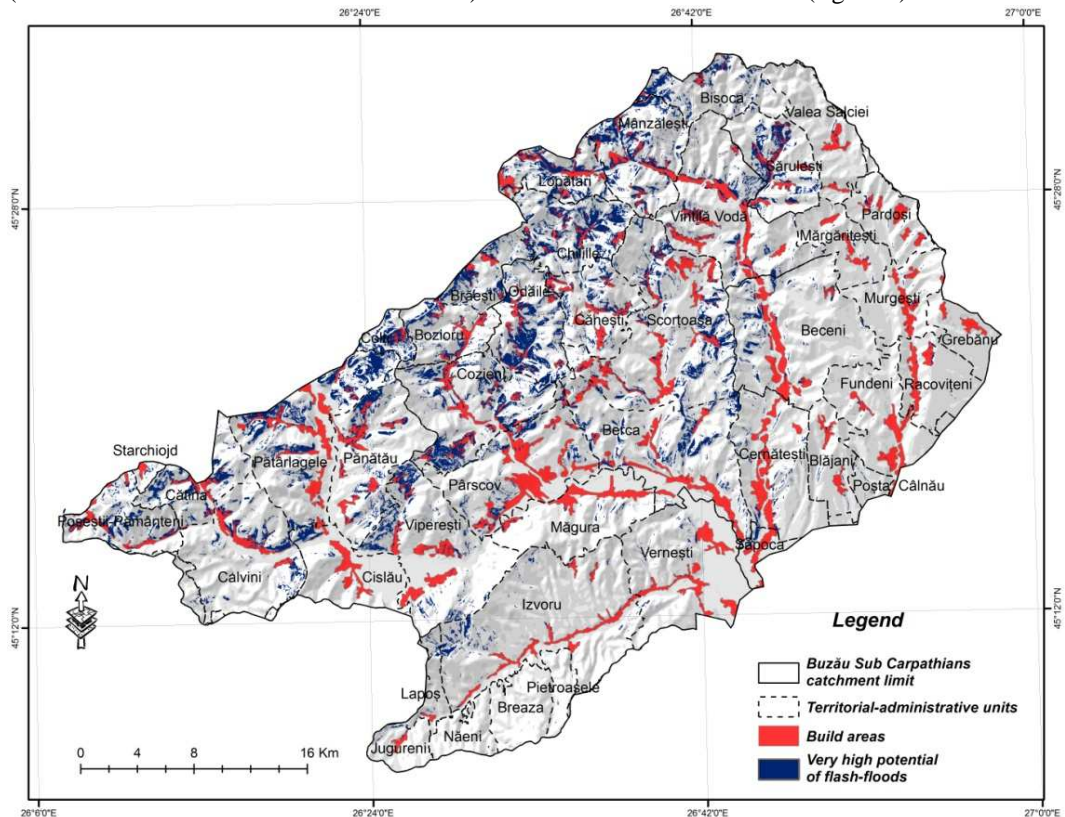 26°24'0"E
26°42'0"E
27°0'0"E
Bisoca
Mânzălești
Valea Salciei
Sărulești
Lopătari
45°28'0"N
45°28'0"N
Pardoși
Vintilă Vodă
Mărgăritești
Chiliile
Brăești
Odăile
Murgești
Cănești
Scorțoasa
Beceni
Grebănu
Colți
Bozioru
Cozieni
Fundeni
Racovițeni
Berca
Starchiojd
Pătârlagele
Pănătău
Cernătești
Blăjani
Pârscov
Poșta Câlnău
Cătina
Posești-Pământeni
Viperești
Măgura
Săpoca
Vernești
Calvini
Cislău
N
Izvoru
45°12'0"N
45°12'0"N
Legend
Buzău Sub Carpathians
catchment limit
Lapoș
Pietroasele
Territorial-administrative units
Breaza
Năeni
Build areas
Jugureni
0 4 8 16 Km
Very high potential
of flash-floods
26°6'0"E
26°24'0"E
26°42'0"E
27°0'0"E